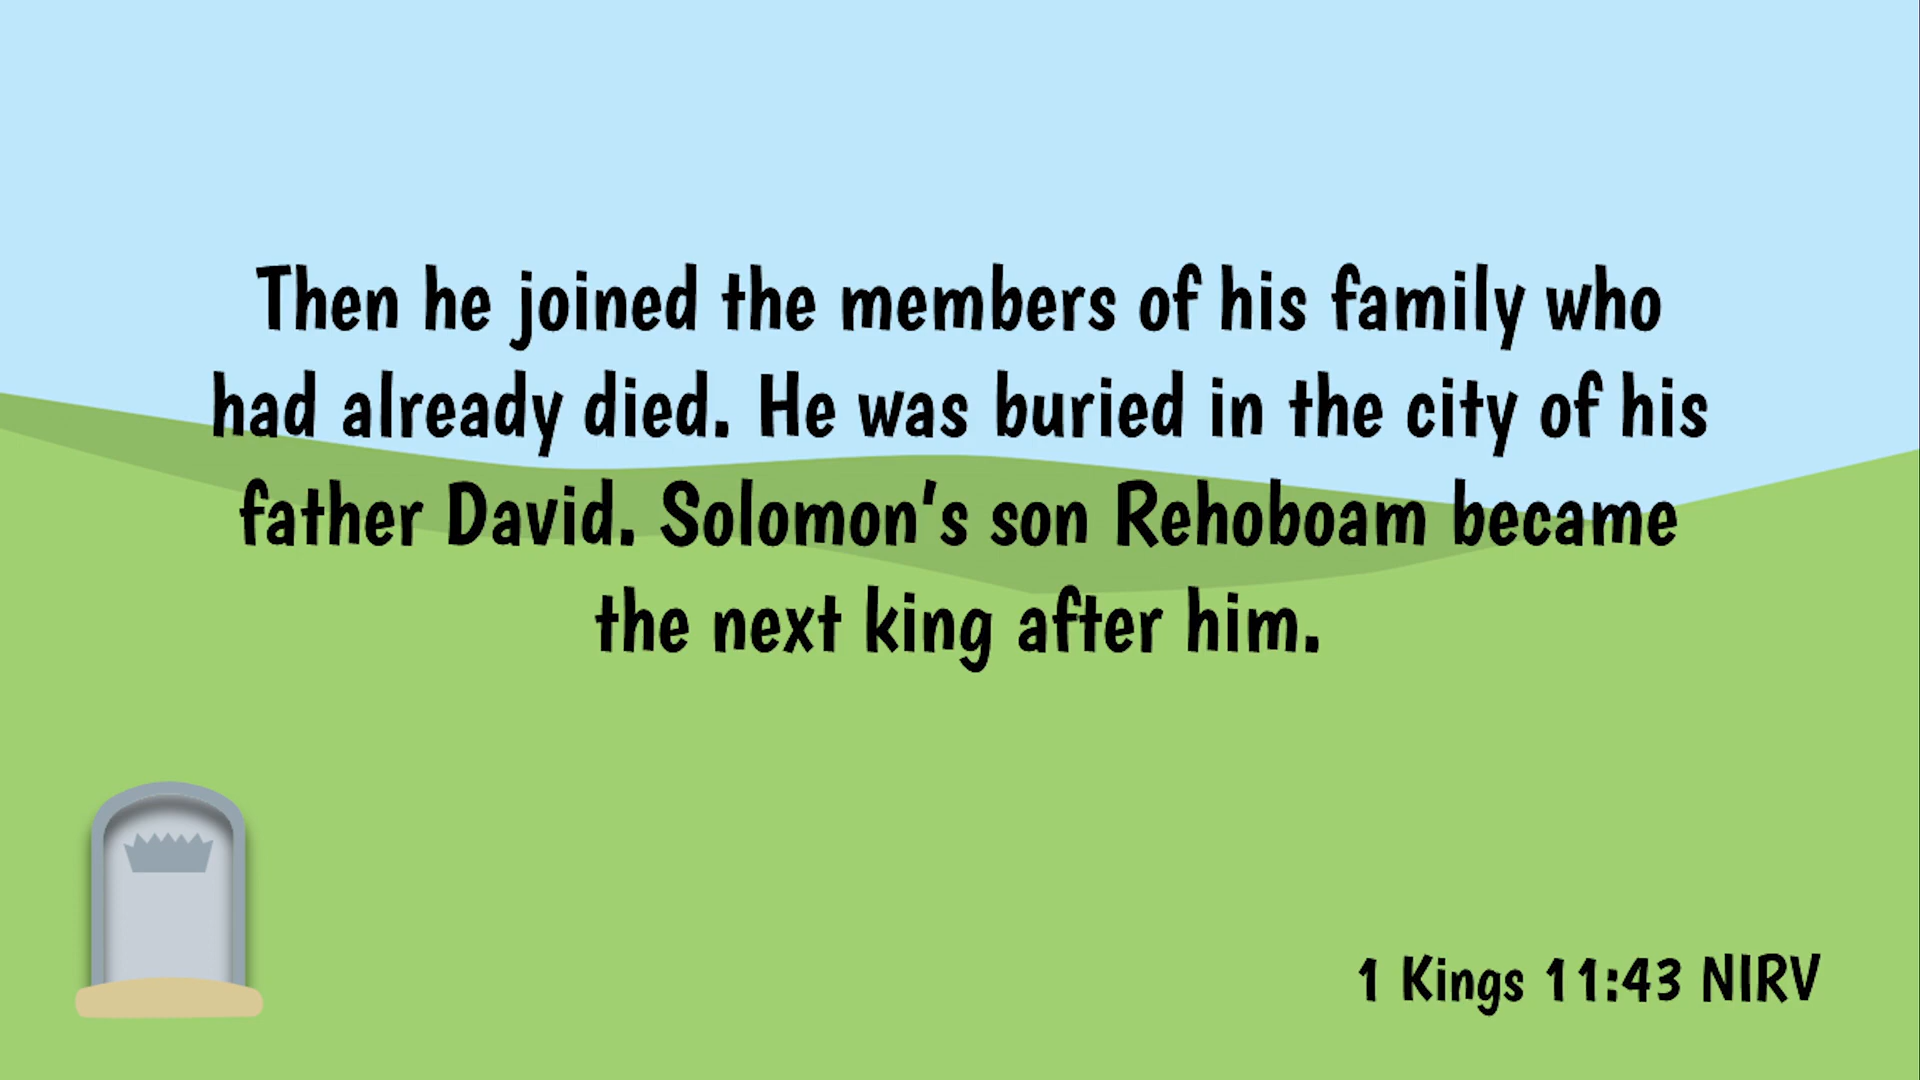 Then he joined the members of his family who
had already died. He was buried in the city of his
father David. Solomon's son Rehoboam became
the next king after him.
1 Kings 11:43 NIRV